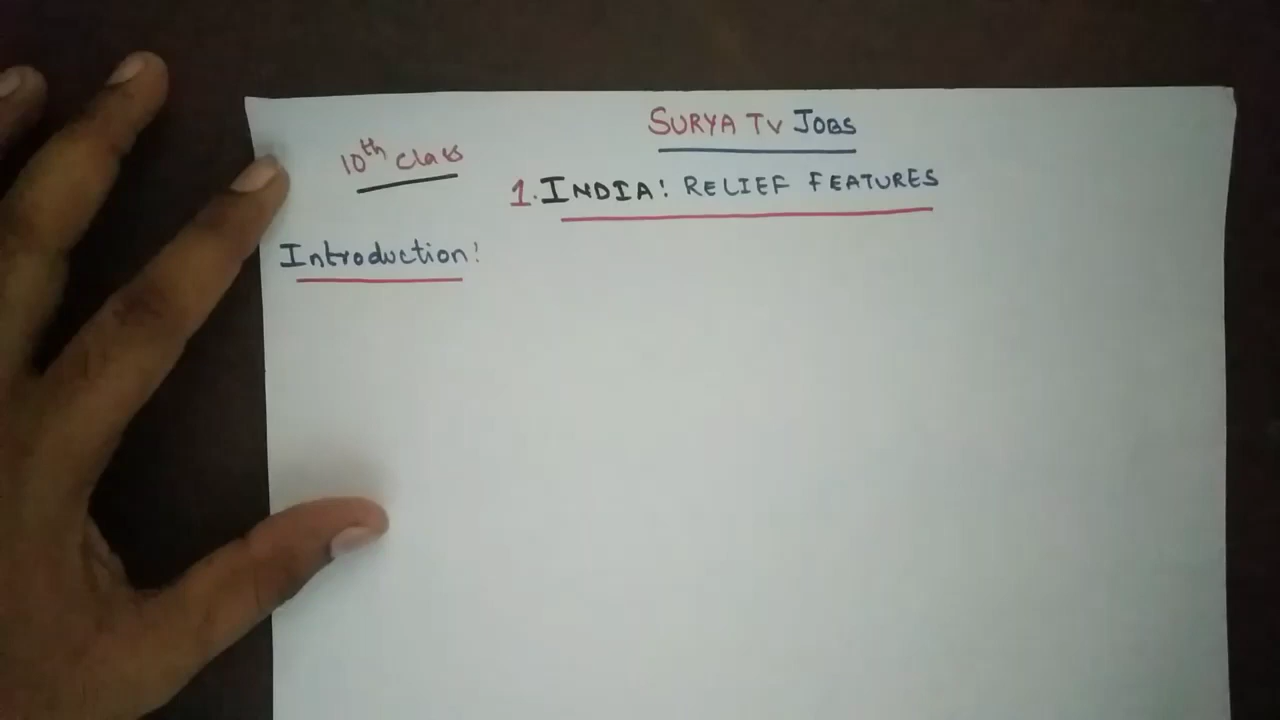 SURYA TV JOBS
10th class
1. INDIA: RELIEF FEATURES
Introduction: